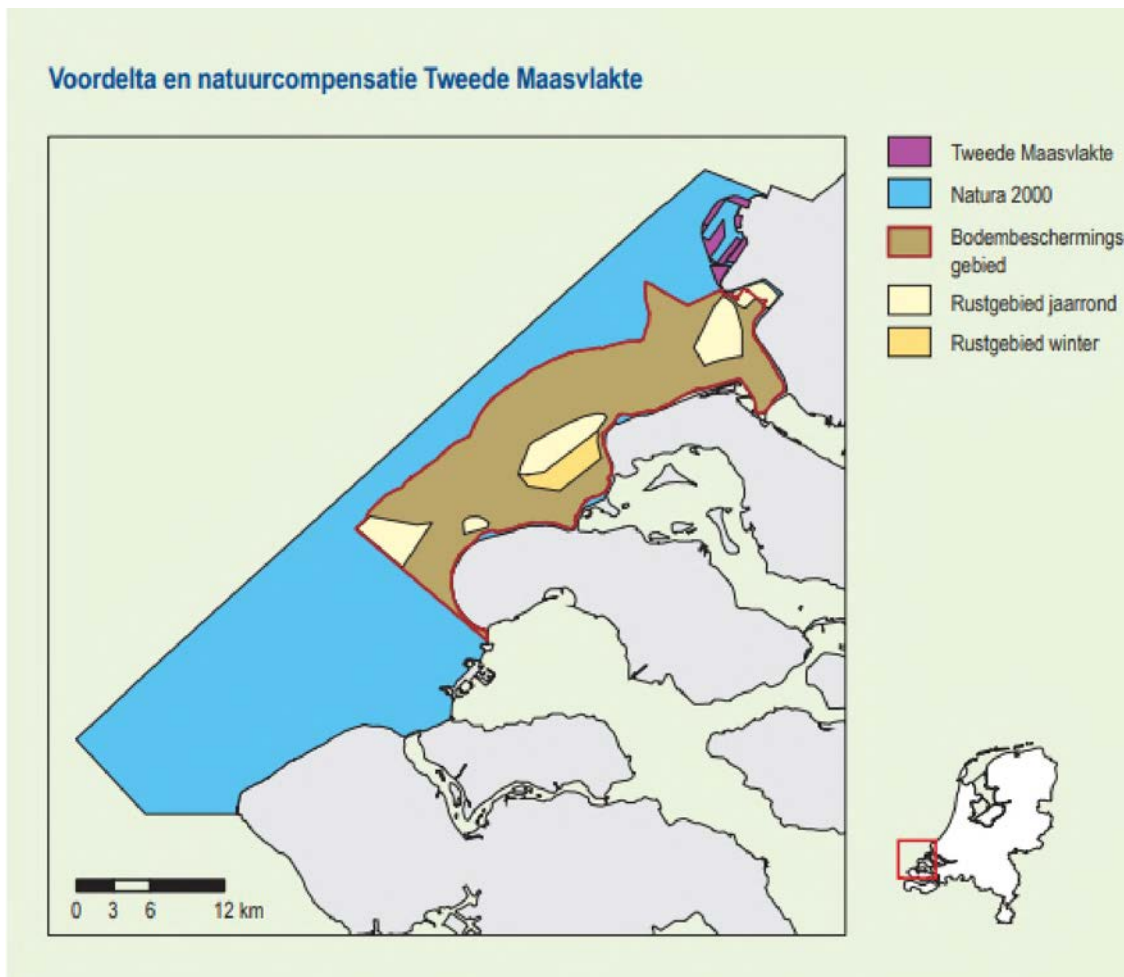 Voordelta en natuurcompensatie Tweede Maasvlakte
Tweede Maasvlakte
Natura 2000
Bodembeschermings
gebied
Rustgebied jaarrond
Rustgebied winter
0 3 6 12 km